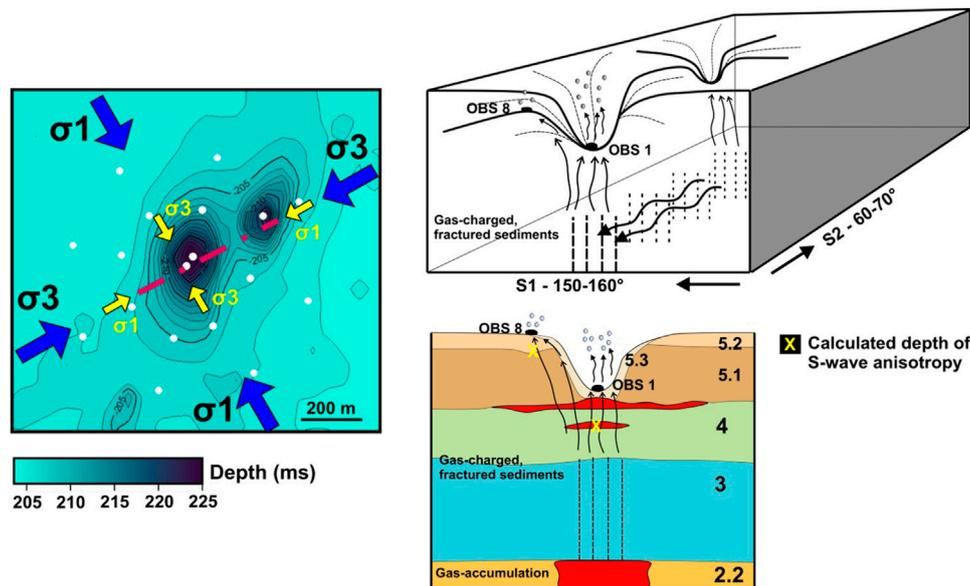 σ1
σ3
-205
σ3
-210
σ1
-210
-205
σ3
σ3
σ1
σ1
200 m
Depth (ms)
205 210 215 220 225
OBS 8
OBS 1
Gas-charged,
fractured sediments
S1 - 150-160°
S2 - 60-70°
OBS 8
5.2
5.3
5.1
OBS 1
4
Gas-charged,
fractured sediments
3
Gas-accumulation
2.2
X Calculated depth of
S-wave anisotropy
X
X